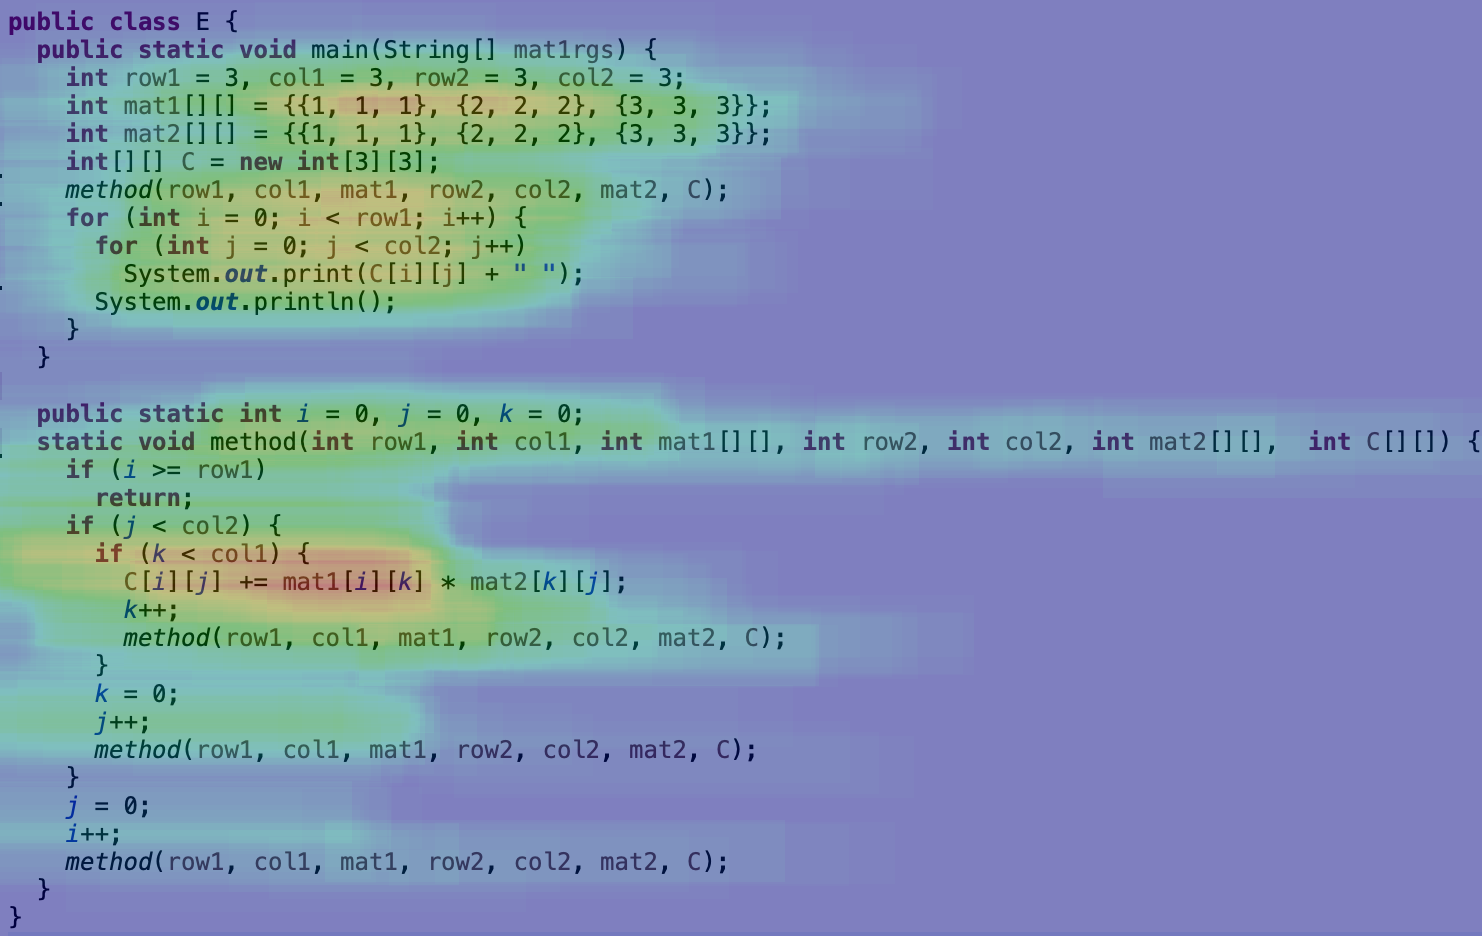 public class E {
public static void main(String[] mat1rgs) {
int row1 = 3, col1 = 3, row2 = 3, col2 = 3;
int mat1[][] = {{1, 1, 1}, {2, 2, 2}, {3, 3, 3}};
int mat2[][] = {{1, 1, 1}, {2, 2, 2}, {3, 3, 3}};
int[][] C = new int[3][3];
method(row1, col1, mat1, row2, col2, mat2, C);
for (int i = 0; i < row1; i++) {
for (int j = 0; j < col2; j++)
System.out.print(C[i][j] + " ");
System.out.println();
}
}
public static int i = 0, j = 0, k = 0;
static void method(int row1, int col1, int mat1[][], int row2, int col2, int mat2[][],  int C[][]) {
if (i >= row1)
return;
if (j < col2) {
if (k < col1) {
C[i][j] += mat1[i][k] * mat2[k][j];
k++;
method(row1, col1, mat1, row2, col2, mat2, C);
}
k = 0;
j++;
method(row1, col1, mat1, row2, col2, mat2, C);
}
j = 0;
i++;
method(row1, col1, mat1, row2, col2, mat2, C);
}
}